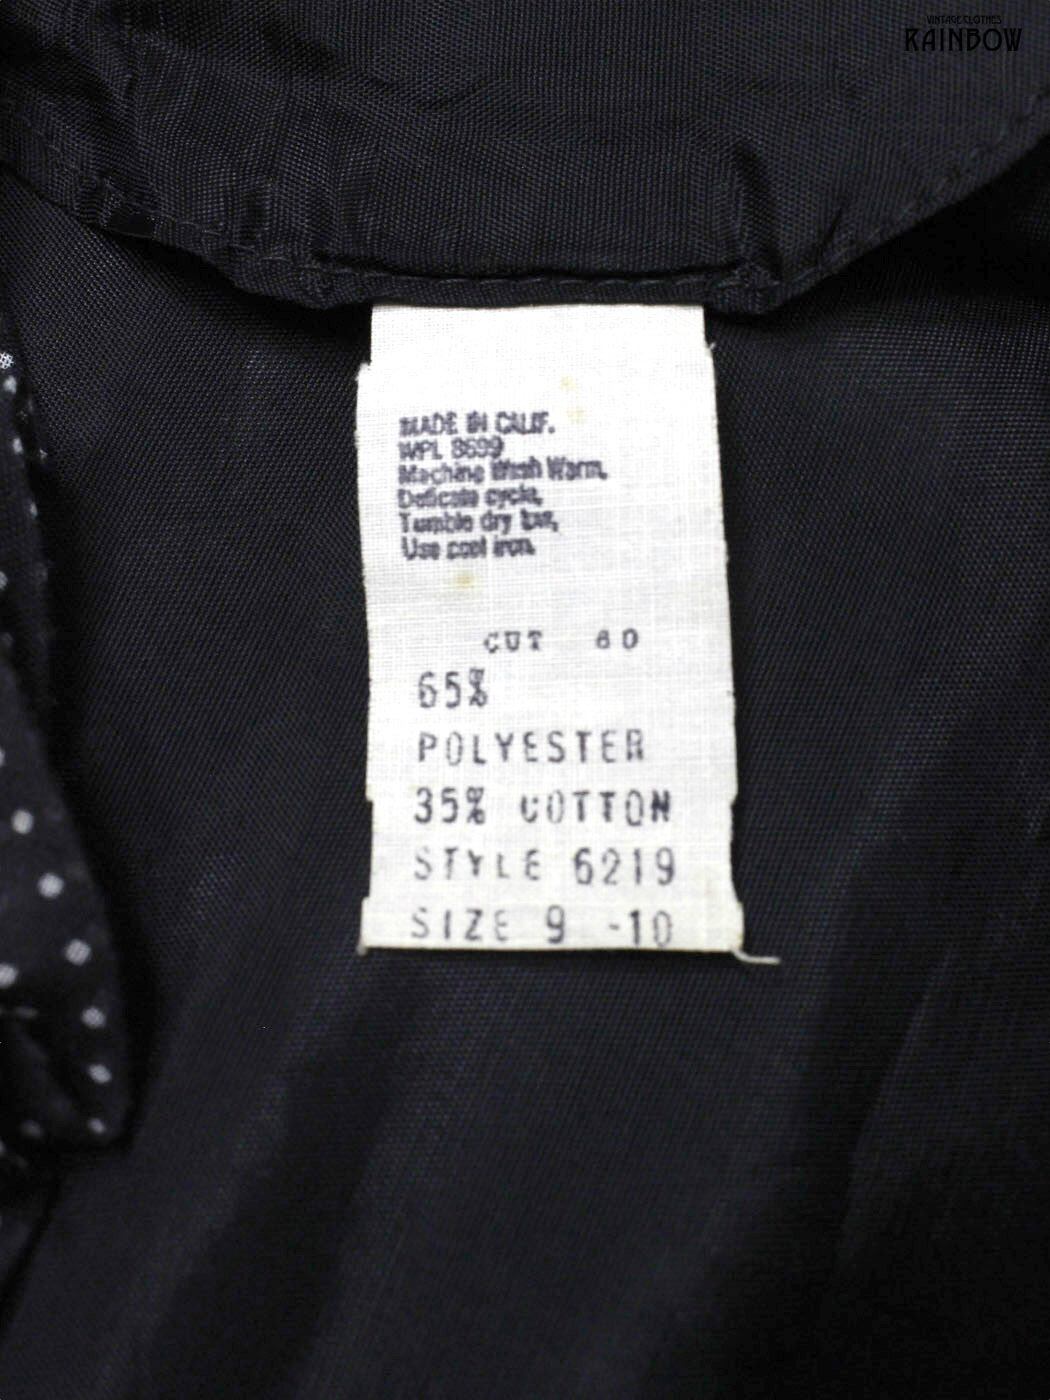 VINTAGE CLOTHES
RAINBOW
MADE IN CALIF.
WPL 8699
Machine Wash Warm,
Delicate cycle,
Tumble dry low,
Use cool iron.
CUT 60
65%
POLYESTER
35% COTTON
STYLE 6219
SIZE 9 -10